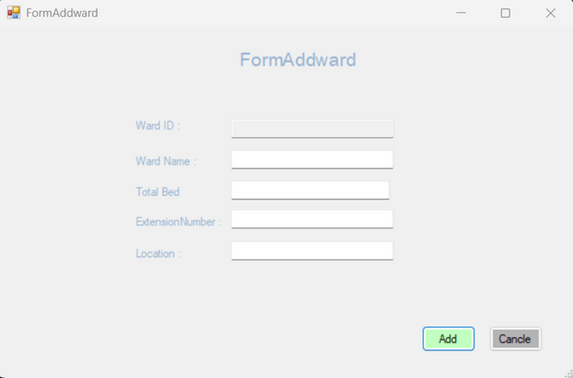 FormAddward
FormAddward
Ward ID :
Ward Name :
Total Bed
ExtensionNumber :
Location :
Add Cancle